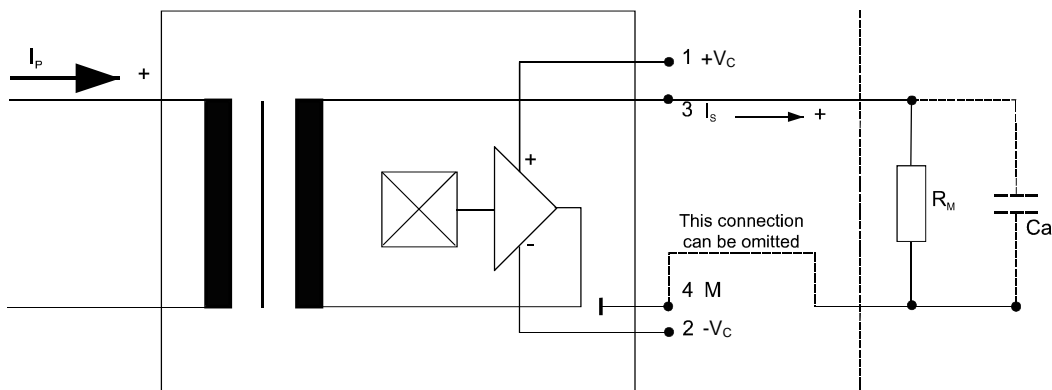 I_P
+
1 +V_C
3 I_S +
+
-
This connection
can be omitted
R_M
Ca
4 M
2 -V_C